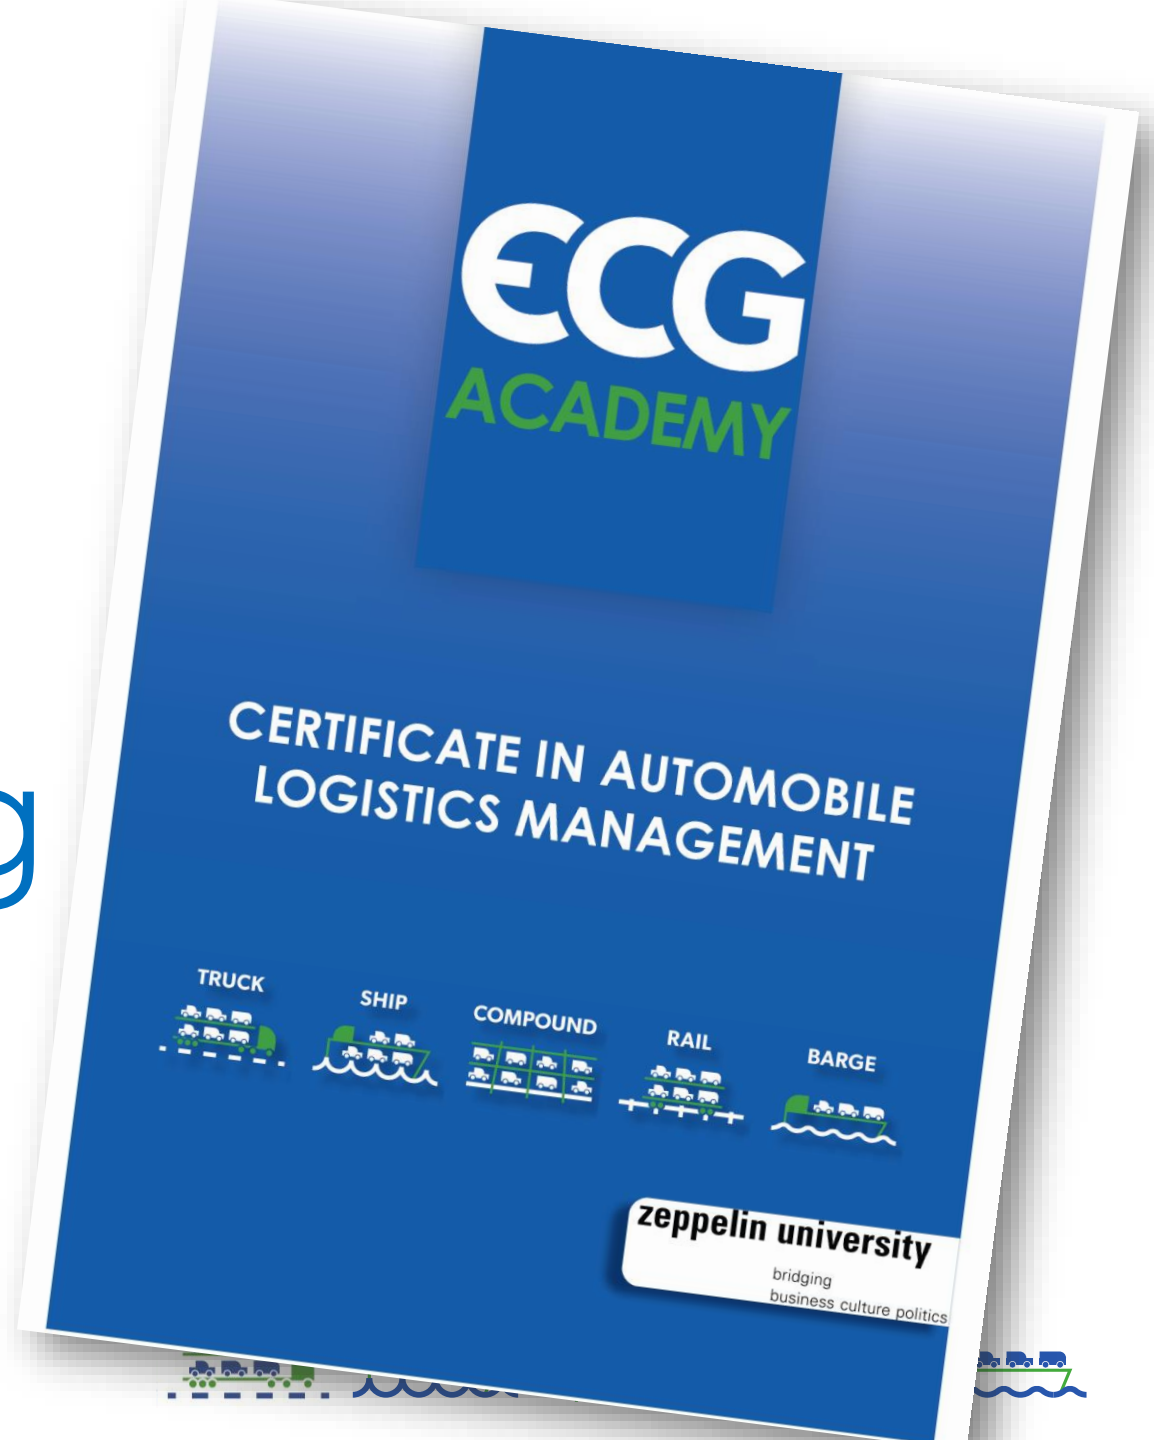 ECG
ACADEMY
CERTIFICATE IN AUTOMOBILE
LOGISTICS MANAGEMENT
g
TRUCK
SHIP
COMPOUND
RAIL
BARGE
zeppelin university
bridging
business culture politics